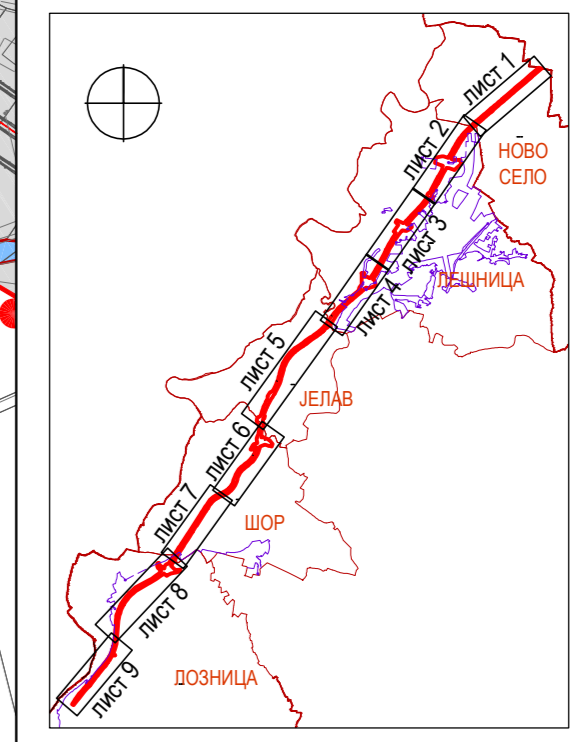 ЛИСТ 1
ЛИСТ 2
НОВО
СЕЛО
ЛИСТ 3
ЛЕШНИЦА
ЛИСТ 4
ЛИСТ 5
ЈЕЛАВ
ЛИСТ 6
ЛИСТ 7
ШОР
ЛИСТ 8
ЛОЗНИЦА
ЛИСТ 9